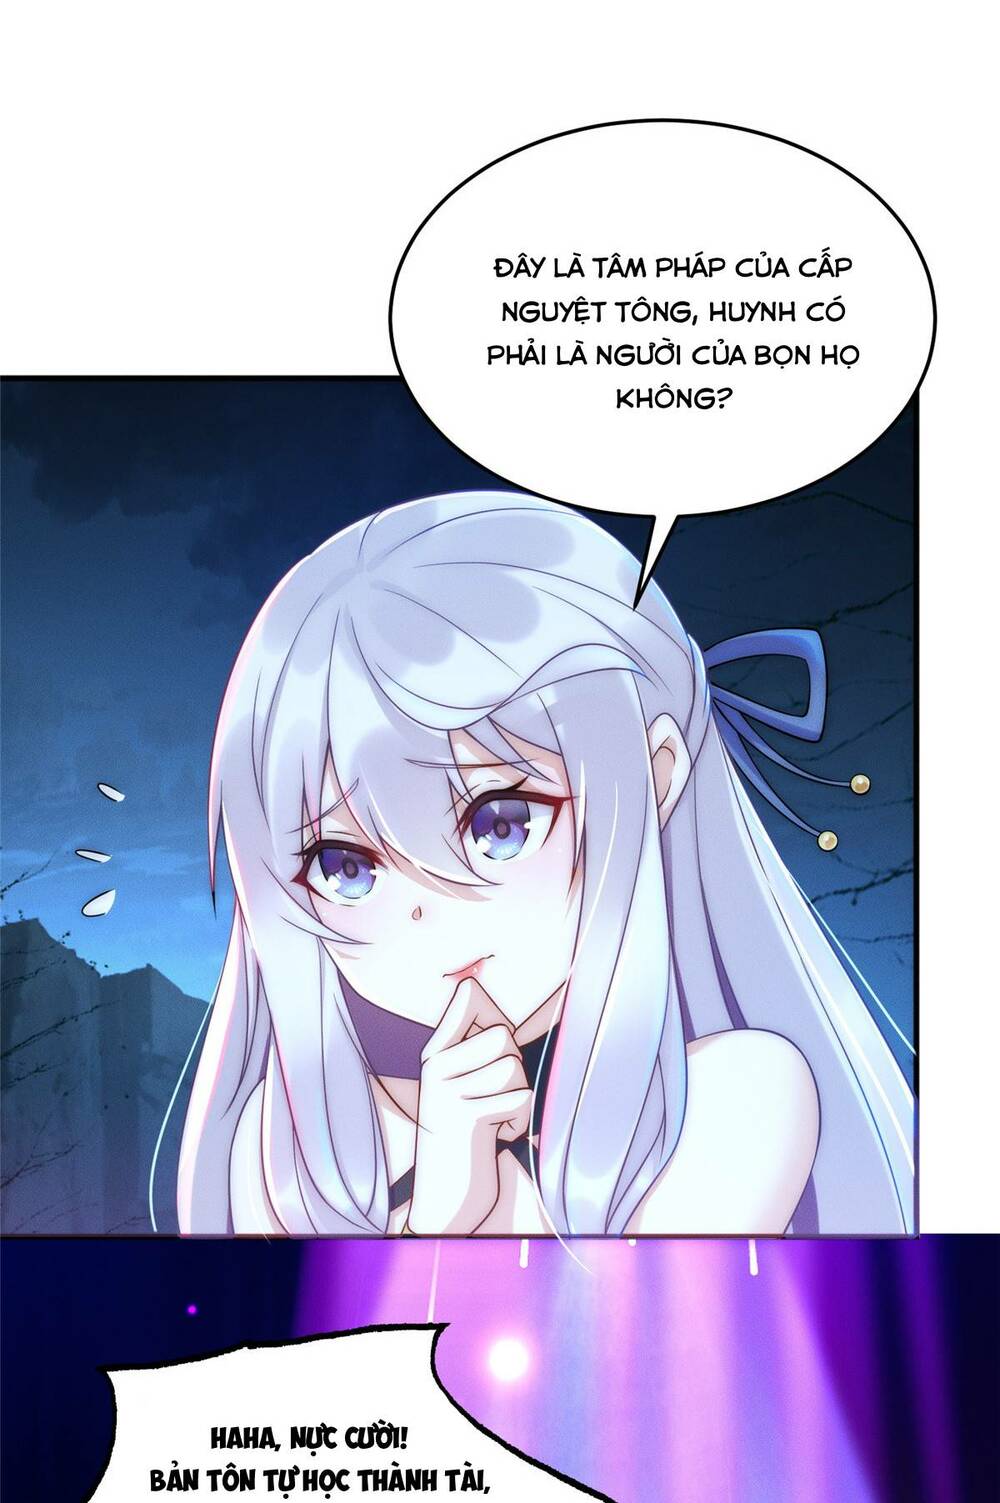 ĐÂY LÀ TÂM PHÁP CỦA CẤP
NGUYỆT TÔNG, HUYNH CÓ
PHẢI LÀ NGƯỜI CỦA BỌN HỌ
KHÔNG?
HAHA, NỰC CƯỜI!
BẢN TÔN TỰ HỌC THÀNH TÀI,